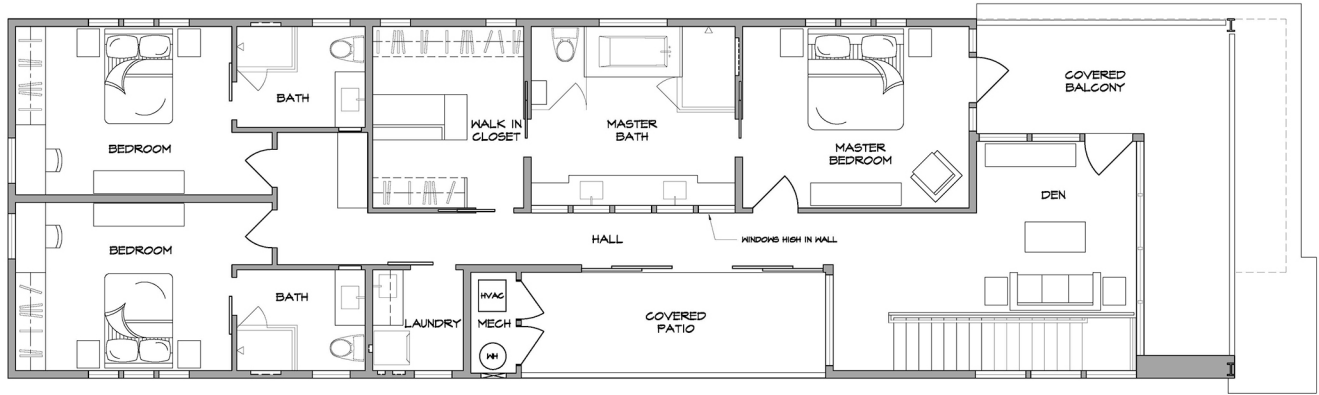 COVERED
BALCONY
BATH
WALK IN
CLOSET
MASTER
BATH
BEDROOM
MASTER
BEDROOM
DEN
BEDROOM
HALL
WINDOWS HIGH IN WALL
BATH
HVAC
LAUNDRY
MECH
COVERED
PATIO
WH